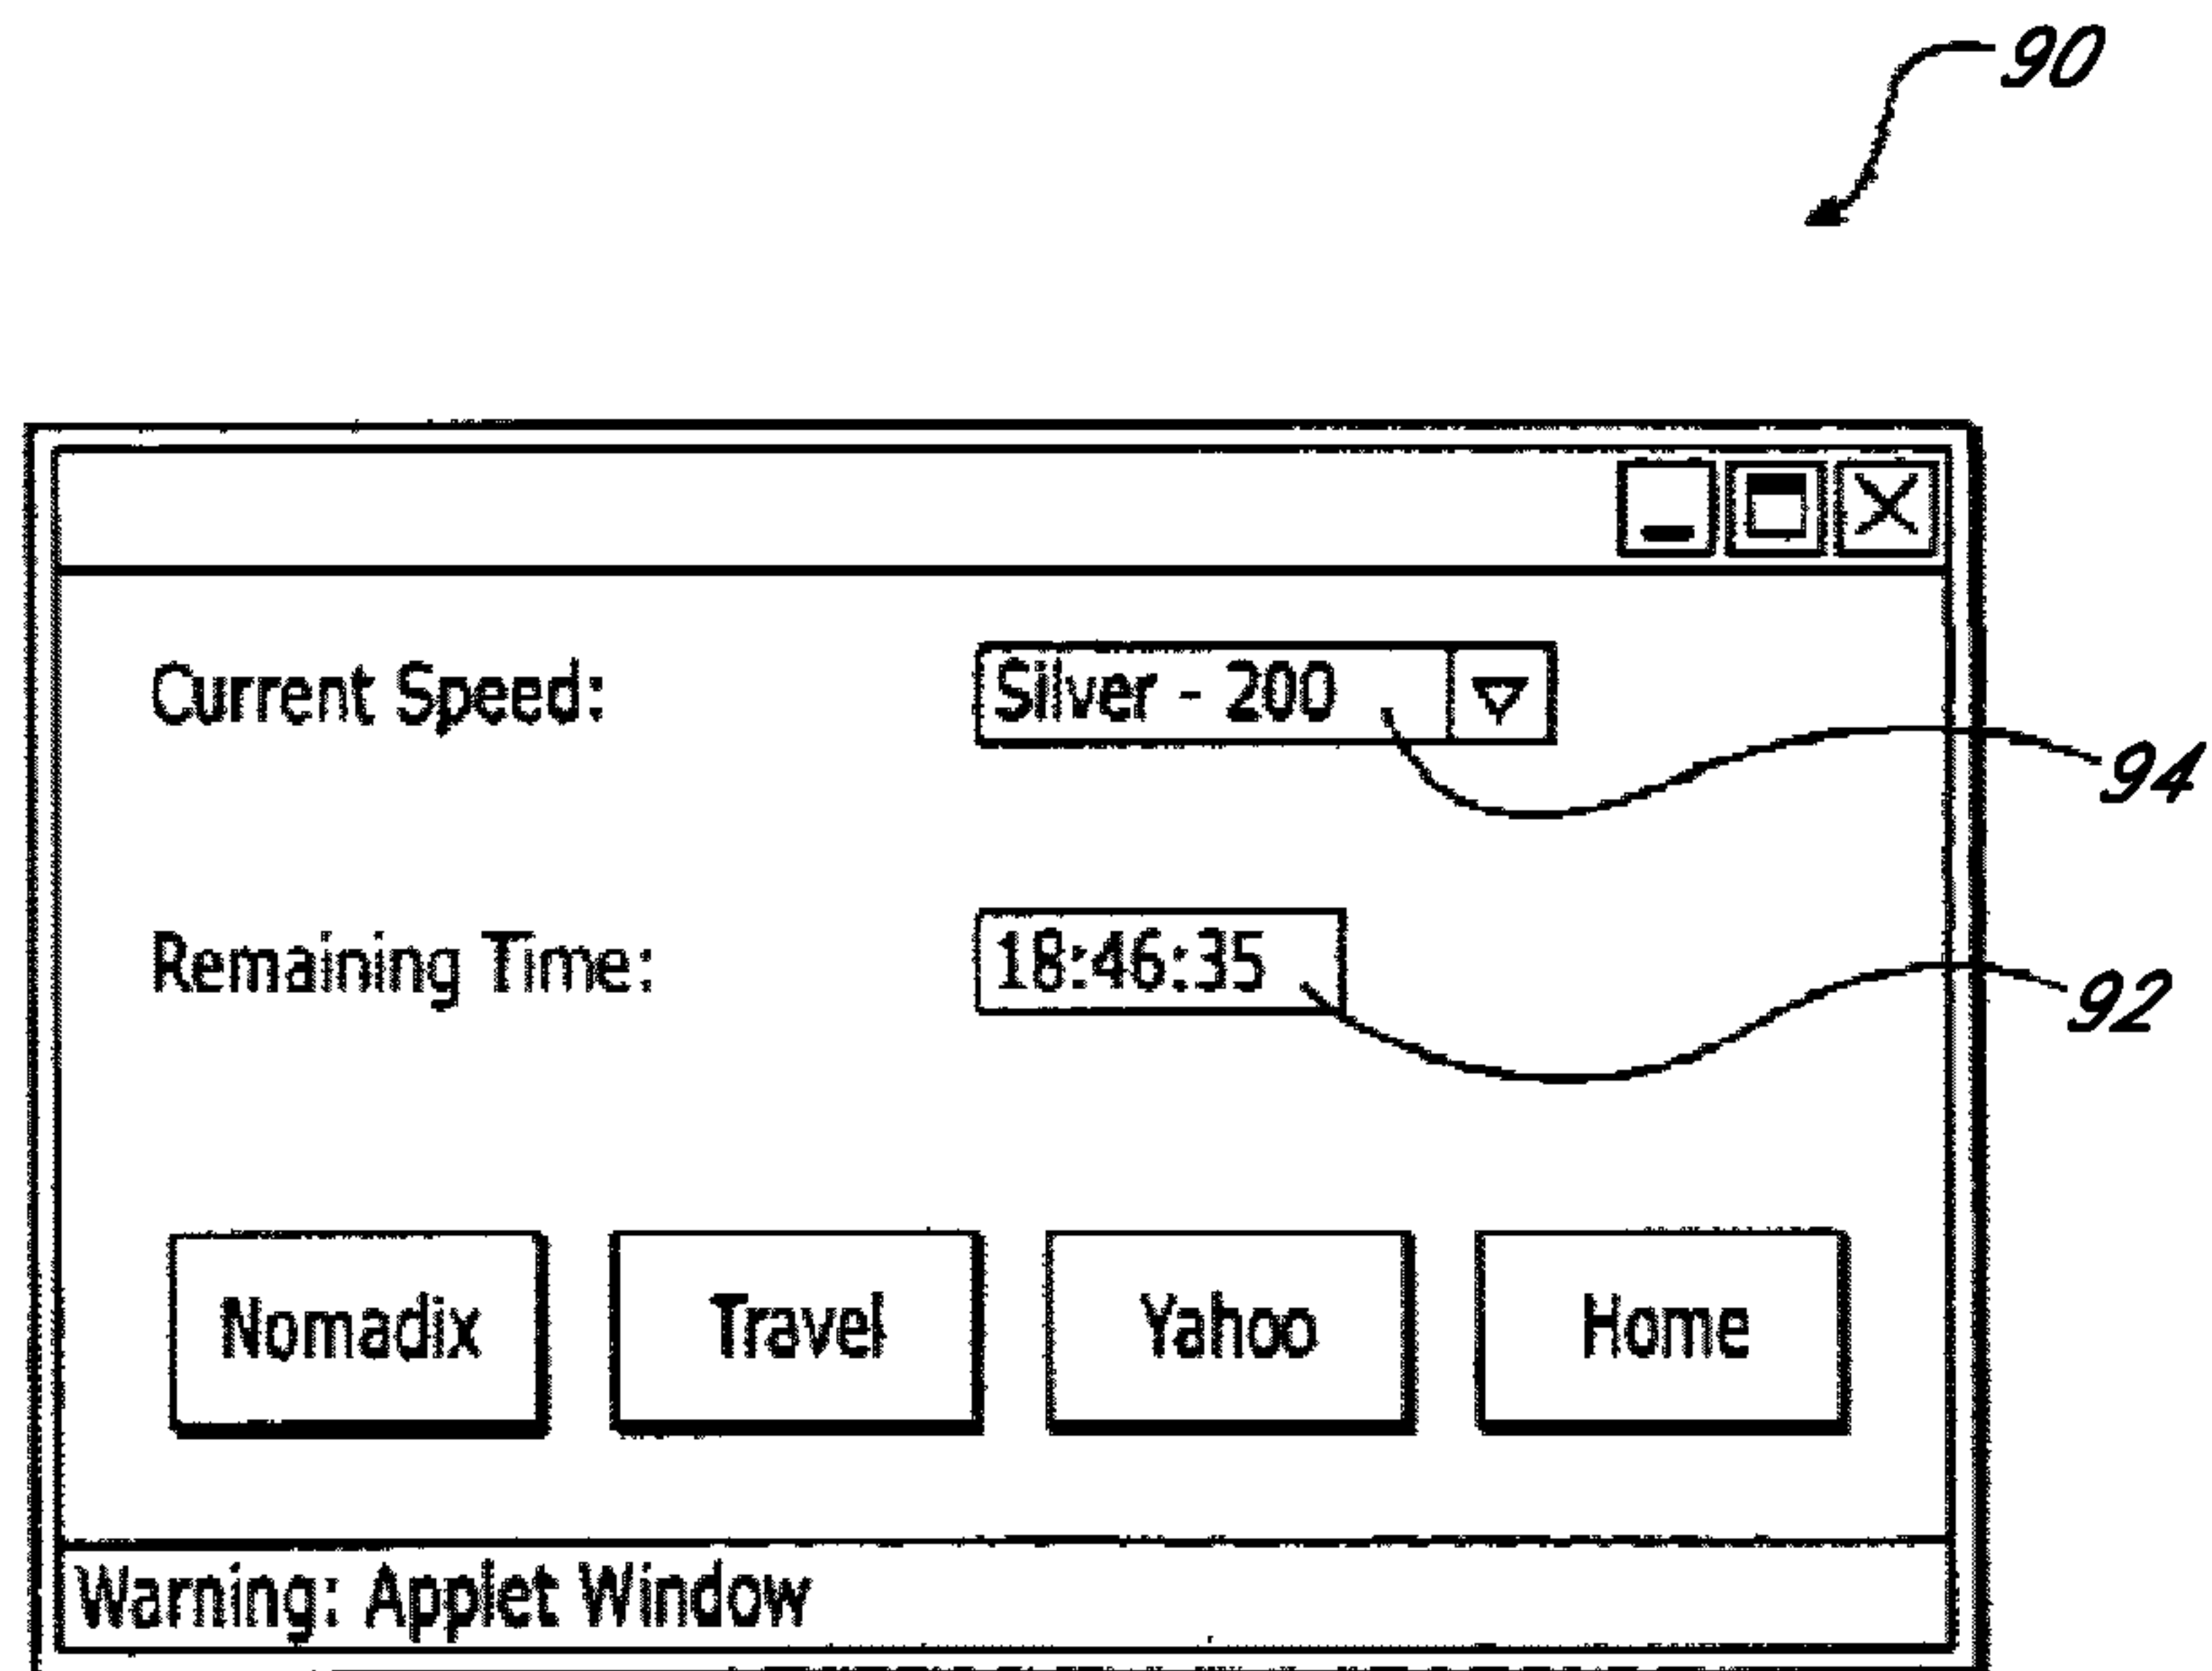 90
Current Speed: Silver - 200
94
Remaining Time: 18:46:35
92
Nomadix Travel Yahoo Home
Warning: Applet Window